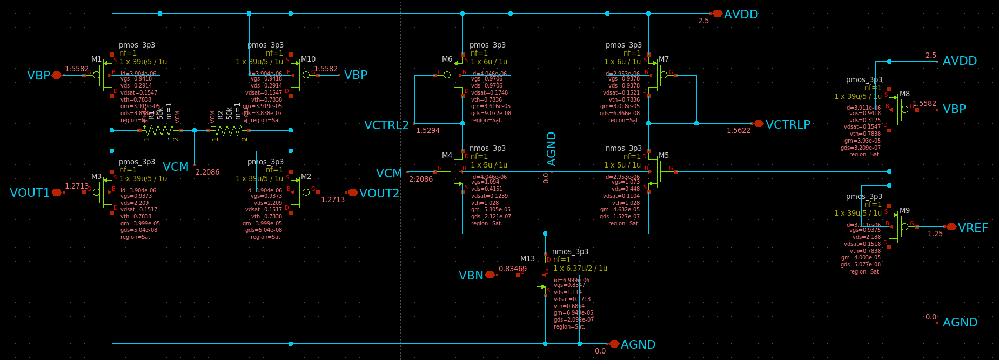 AVDD
2.5
pmos_3p3
nf=1
1 x 39u/5 / 1u
M1
VBP
1.5582
G
S
B
D
id=3.904e-06
vgs=0.9418
vds=0.2914
vdsat=0.1547
vth=0.7838
gm=3.919e-05
region=Sat.
pmos_3p3
nf=1
1 x 39u/5 / 1u
M10
VBP
1.5582
G
S
B
D
id=3.904e-06
vgs=0.9418
vds=0.2914
vdsat=0.1547
vth=0.7838
gm=3.919e-05
gds=3.838e-07
region=Sat.
R1
50k
m=1
VCM
+
-
1
2
R2
50k
m=1
VCM
+
-
1
2
VCM
2.2086
pmos_3p3
nf=1
1 x 39u/5 / 1u
M3
VOUT1
1.2713
G
S
B
D
id=3.904e-06
vgs=0.9373
vds=2.209
vdsat=0.1517
vth=0.7838
gm=3.999e-05
gds=5.04e-08
region=Sat.
pmos_3p3
nf=1
1 x 39u/5 / 1u
M2
VOUT2
1.2713
G
S
B
D
id=3.904e-06
vgs=0.9373
vds=2.209
vdsat=0.1517
vth=0.7838
gm=3.999e-05
gds=5.04e-08
region=Sat.
pmos_3p3
nf=1
1 x 6u / 1u
M6
G
S
B
D
id=4.046e-06
vgs=0.9706
vds=0.9706
vdsat=0.1748
vth=0.7836
gm=3.616e-05
gds=9.072e-08
region=Sat.
VCTRL2
1.5294
pmos_3p3
nf=1
1 x 6u / 1u
M7
G
S
B
D
id=2.953e-06
vgs=0.9378
vds=0.9378
vdsat=0.1521
vth=0.7836
gm=3.018e-05
gds=6.866e-08
region=Sat.
VCTRLP
1.5622
nmos_3p3
nf=1
1 x 5u / 1u
M4
VCM
2.2086
G
D
B
S
id=4.046e-06
vgs=1.094
vds=0.4151
vdsat=0.1239
vth=1.028
gm=5.805e-05
gds=2.121e-07
region=Sat.
AGND
0.0
nmos_3p3
nf=1
1 x 5u / 1u
M5
G
D
B
S
id=2.953e-06
vgs=1.073
vds=0.448
vdsat=0.1104
vth=1.028
gm=4.632e-05
gds=1.527e-07
region=Sat.
nmos_3p3
nf=1
1 x 6.37u/2 / 1u
M13
VBN
0.83469
D
B
S
id=6.999e-06
vgs=0.8347
vds=1.114
vdsat=0.1713
vth=0.6864
gm=6.949e-05
gds=2.092e-07
region=Sat.
AGND
0.0
2.5
AVDD
pmos_3p3
nf=1
1 x 39u/5 / 1u
M8
1.5582
VBP
G
S
B
D
id=3.911e-06
vgs=0.9418
vds=0.3125
vdsat=0.1547
vth=0.7838
gm=3.93e-05
gds=3.209e-07
region=Sat.
pmos_3p3
nf=1
1 x 39u/5 / 1u
M9
VREF
1.25
G
S
B
D
id=3.911e-06
vgs=0.9375
vds=2.188
vdsat=0.1518
vth=0.7838
gm=4.003e-05
gds=5.077e-08
region=Sat.
0.0
AGND